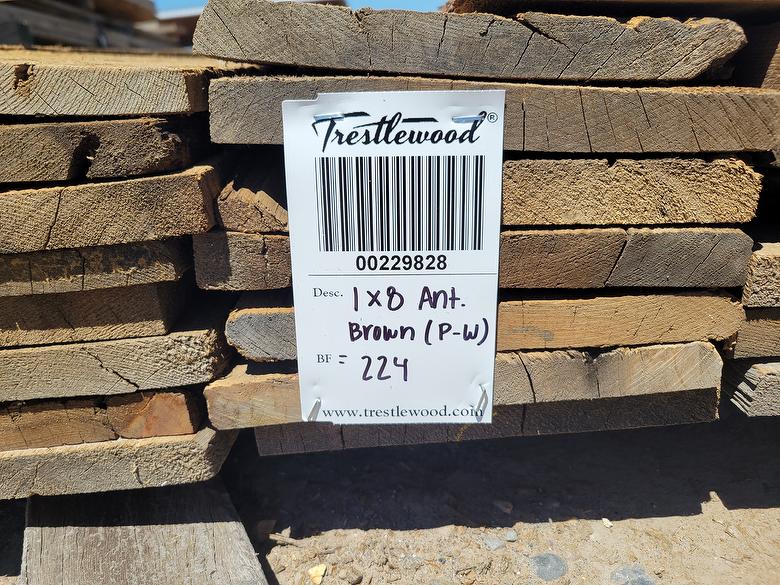 Trestlewood®
00229828
Desc. 1x8 Ant.
Brown (P-W)
BF = 224
www.trestlewood.com